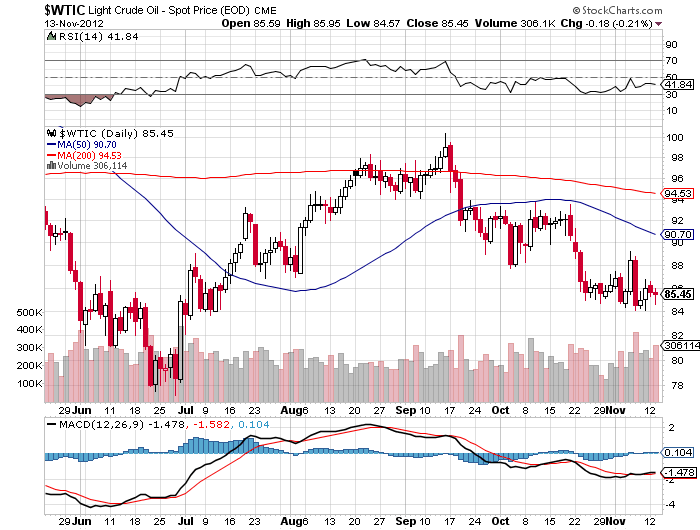 $WTIC Light Crude Oil - Spot Price (EOD) CME © StockCharts.com
13-Nov-2012 Open 85.59 High 85.95 Low 84.57 Close 85.45 Volume 306.1K Chg -0.18 (-0.21%)
RSI(14) 41.84
90
70
50
41.84
30
10
$WTIC (Daily) 85.45
MA(50) 90.70
MA(200) 94.53
Volume 306,114
100
98
96
94.53
92
90.70
88
86
85.45
84
82
80
78
500K
400K
300K
200K
100K
306114
29 Jun 11 18 25 Jul 9 16 23 Aug 6 13 20 27 Sep 10 17 24 Oct 8 15 22 29 Nov 12
MACD(12,26,9) -1.478, -1.582, 0.104
2
0.104
-1.478
-2
-4
29 Jun 11 18 25 Jul 9 16 23 Aug 6 13 20 27 Sep 10 17 24 Oct 8 15 22 29 Nov 12